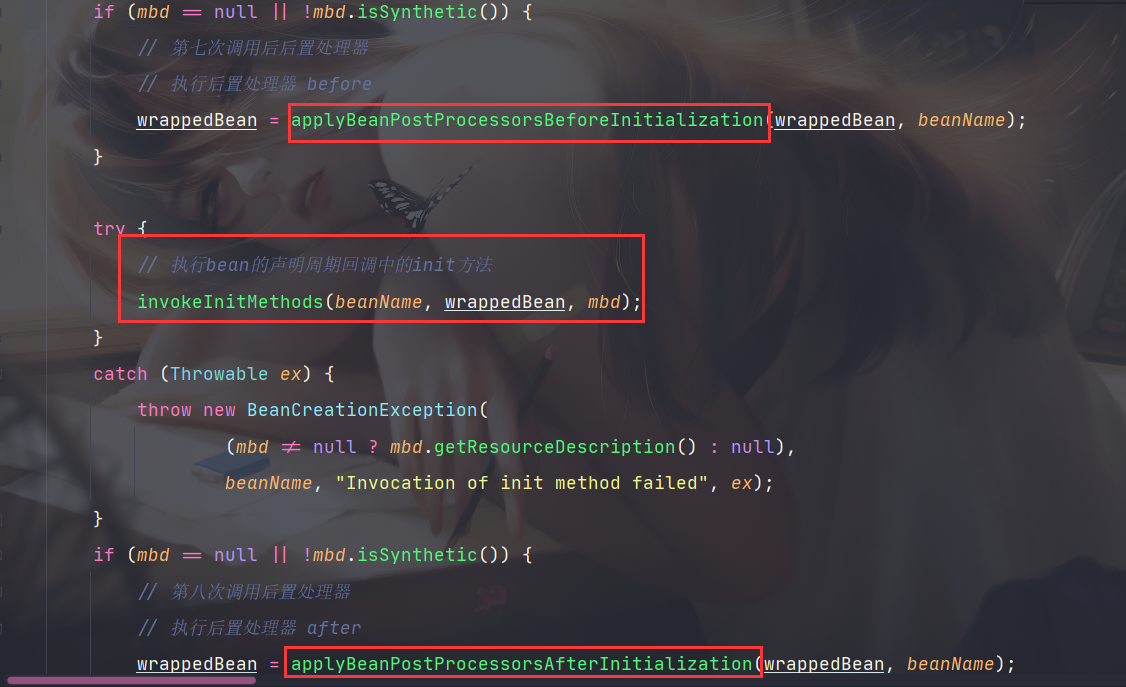 if (mbd == null || !mbd.isSynthetic()) {
// 第七次调用后后置处理器
// 执行后置处理器 before
wrappedBean = applyBeanPostProcessorsBeforeInitialization(wrappedBean, beanName);
}
try {
// 执行bean的声明周期回调中的init方法
invokeInitMethods(beanName, wrappedBean, mbd);
}
catch (Throwable ex) {
throw new BeanCreationException(
(mbd != null ? mbd.getResourceDescription() : null),
beanName, "Invocation of init method failed", ex);
}
if (mbd == null || !mbd.isSynthetic()) {
// 第八次调用后置处理器
// 执行后置处理器 after
wrappedBean = applyBeanPostProcessorsAfterInitialization(wrappedBean, beanName);